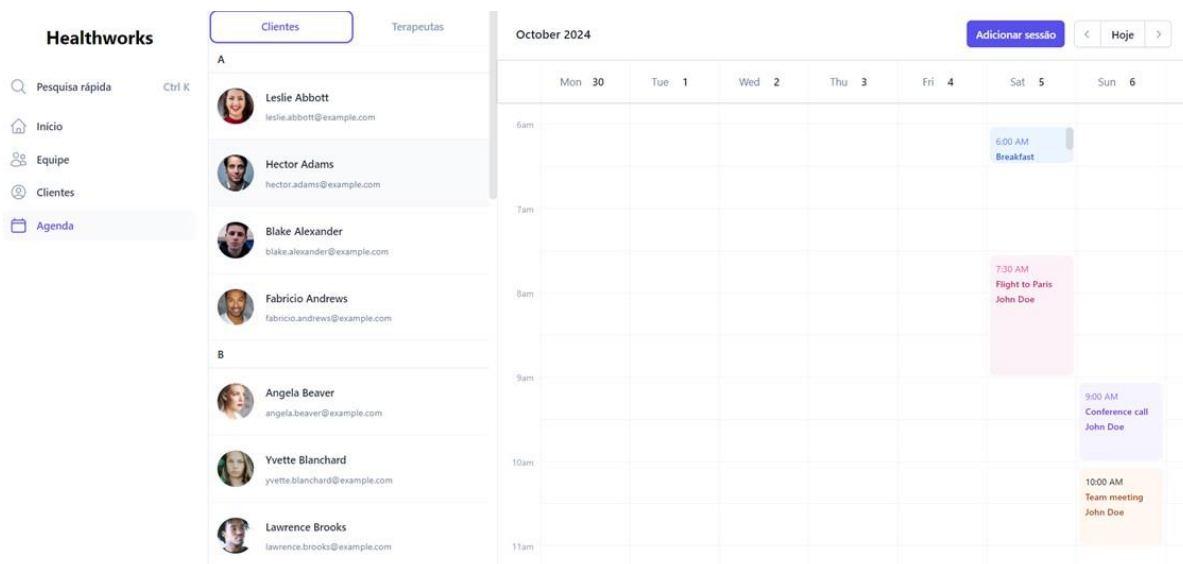 Healthworks
Pesquisa rápida Ctrl K
Início
Equipe
Clientes
Agenda
Clientes Terapeutas
A
Leslie Abbott
leslie.abbott@example.com
Hector Adams
hector.adams@example.com
Blake Alexander
blake.alexander@example.com
Fabricio Andrews
fabricio.andrews@example.com
B
Angela Beaver
angela.beaver@example.com
Yvette Blanchard
yvette.blanchard@example.com
Lawrence Brooks
lawrence.brooks@example.com
October 2024 Adicionar sessão < Hoje >
Mon 30 Tue 1 Wed 2 Thu 3 Fri 4 Sat 5 Sun 6
6am
7am
8am
9am
10am
11am
6:00 AM
Breakfast
7:30 AM
Flight to Paris
John Doe
9:00 AM
Conference call
John Doe
10:00 AM
Team meeting
John Doe